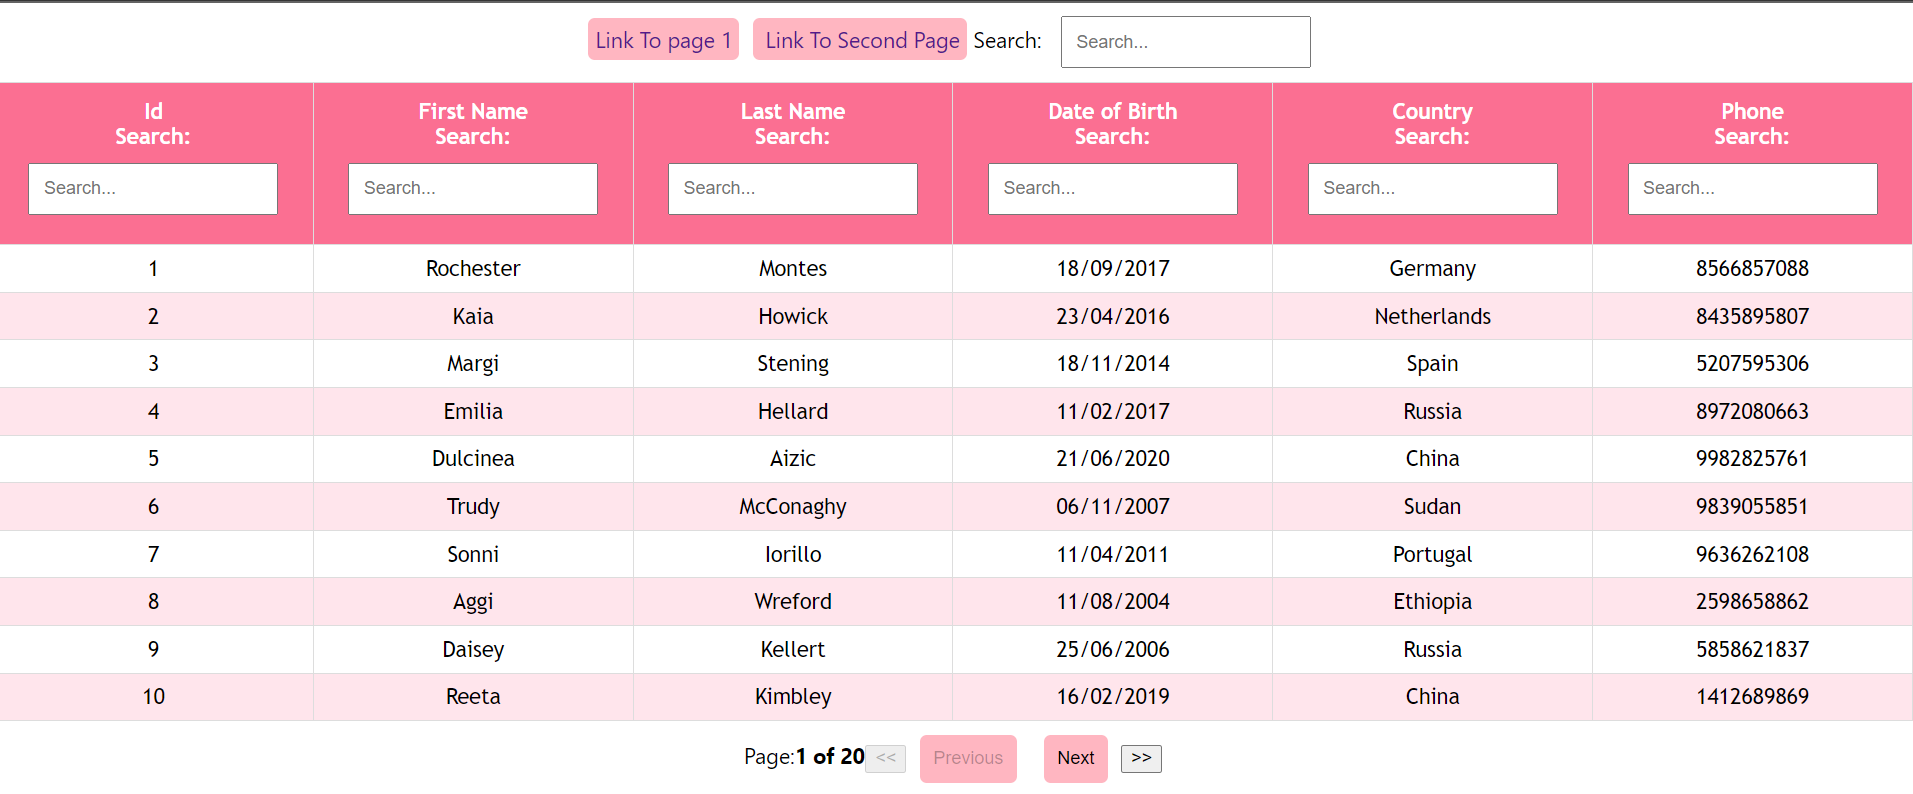 Link To page 1 Link To Second Page Search: Search...
Id First Name Last Name Date of Birth Country Phone
Search: Search: Search: Search: Search: Search:
Search... Search... Search... Search... Search... Search...
1 Rochester Montes 18/09/2017 Germany 8566857088
2 Kaia Howick 23/04/2016 Netherlands 8435895807
3 Margi Stening 18/11/2014 Spain 5207595306
4 Emilia Hellard 11/02/2017 Russia 8972080663
5 Dulcinea Aizic 21/06/2020 China 9982825761
6 Trudy McConaghy 06/11/2007 Sudan 9839055851
7 Sonni Iorillo 11/04/2011 Portugal 9636262108
8 Aggi Wreford 11/08/2004 Ethiopia 2598658862
9 Daisey Kellert 25/06/2006 Russia 5858621837
10 Reeta Kimbley 16/02/2019 China 1412689869
Page:1 of 20 << Previous Next >>